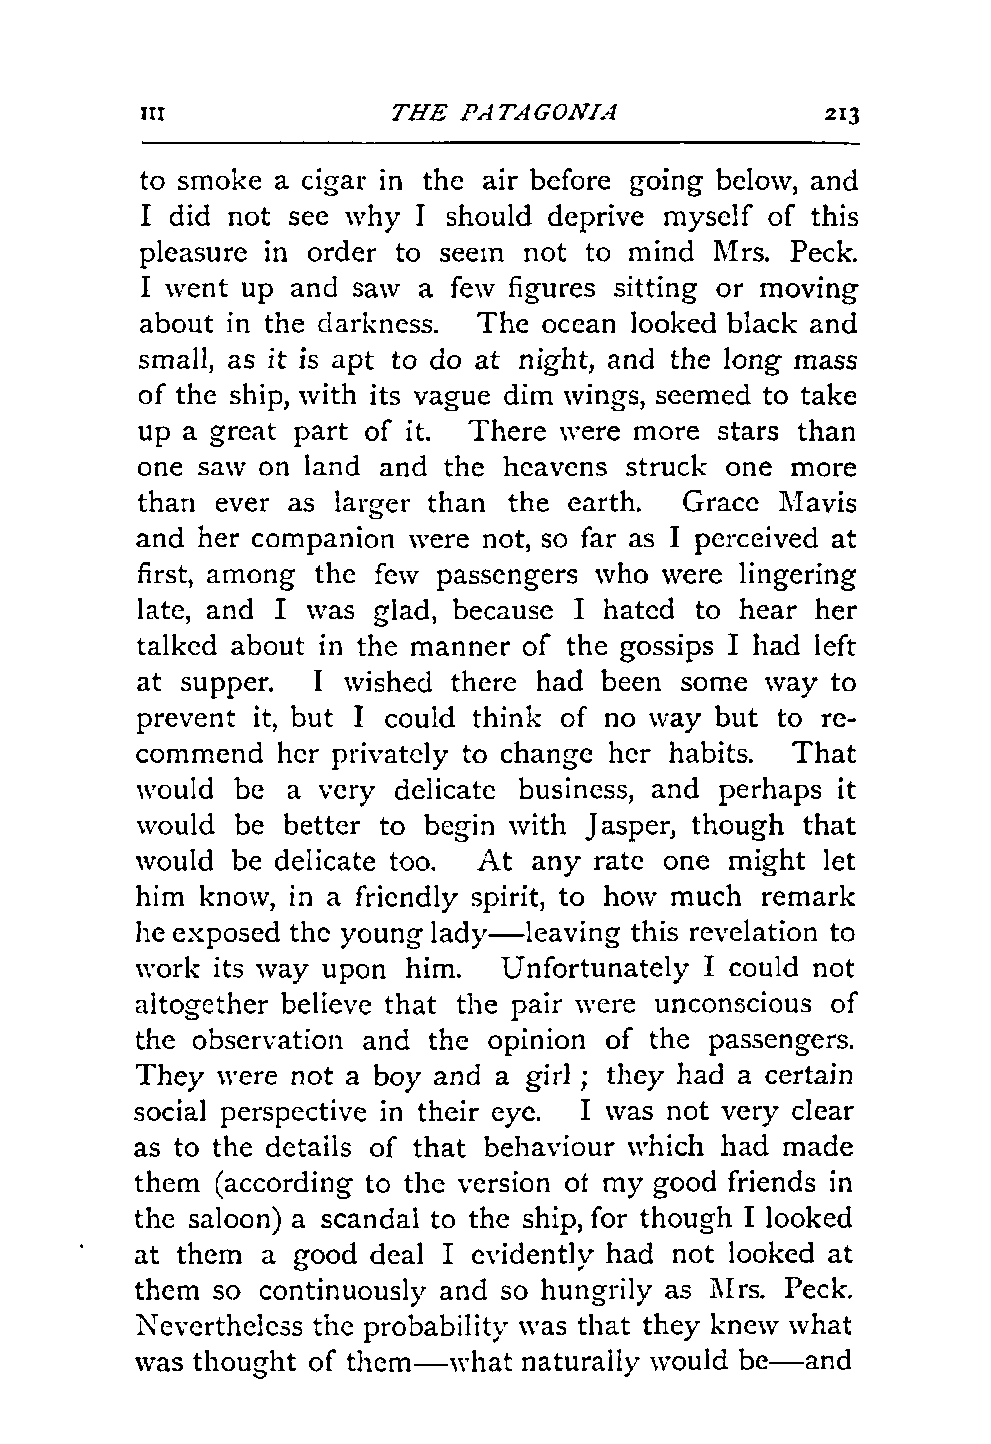 III THE PATAGONIA 213
to smoke a cigar in the air before going below, and
I did not see why I should deprive myself of this
pleasure in order to seem not to mind Mrs. Peck.
I went up and saw a few figures sitting or moving
about in the darkness. The ocean looked black and
small, as it is apt to do at night, and the long mass
of the ship, with its vague dim wings, seemed to take
up a great part of it. There were more stars than
one saw on land and the heavens struck one more
than ever as larger than the earth. Grace Mavis
and her companion were not, so far as I perceived at
first, among the few passengers who were lingering
late, and I was glad, because I hated to hear her
talked about in the manner of the gossips I had left
at supper. I wished there had been some way to
prevent it, but I could think of no way but to re-
commend her privately to change her habits. That
would be a very delicate business, and perhaps it
would be better to begin with Jasper, though that
would be delicate too. At any rate one might let
him know, in a friendly spirit, to how much remark
he exposed the young lady—leaving this revelation to
work its way upon him. Unfortunately I could not
altogether believe that the pair were unconscious of
the observation and the opinion of the passengers.
They were not a boy and a girl ; they had a certain
social perspective in their eye. I was not very clear
as to the details of that behaviour which had made
them (according to the version of my good friends in
the saloon) a scandal to the ship, for though I looked
at them a good deal I evidently had not looked at
them so continuously and so hungrily as Mrs. Peck.
Nevertheless the probability was that they knew what
was thought of them—what naturally would be—and